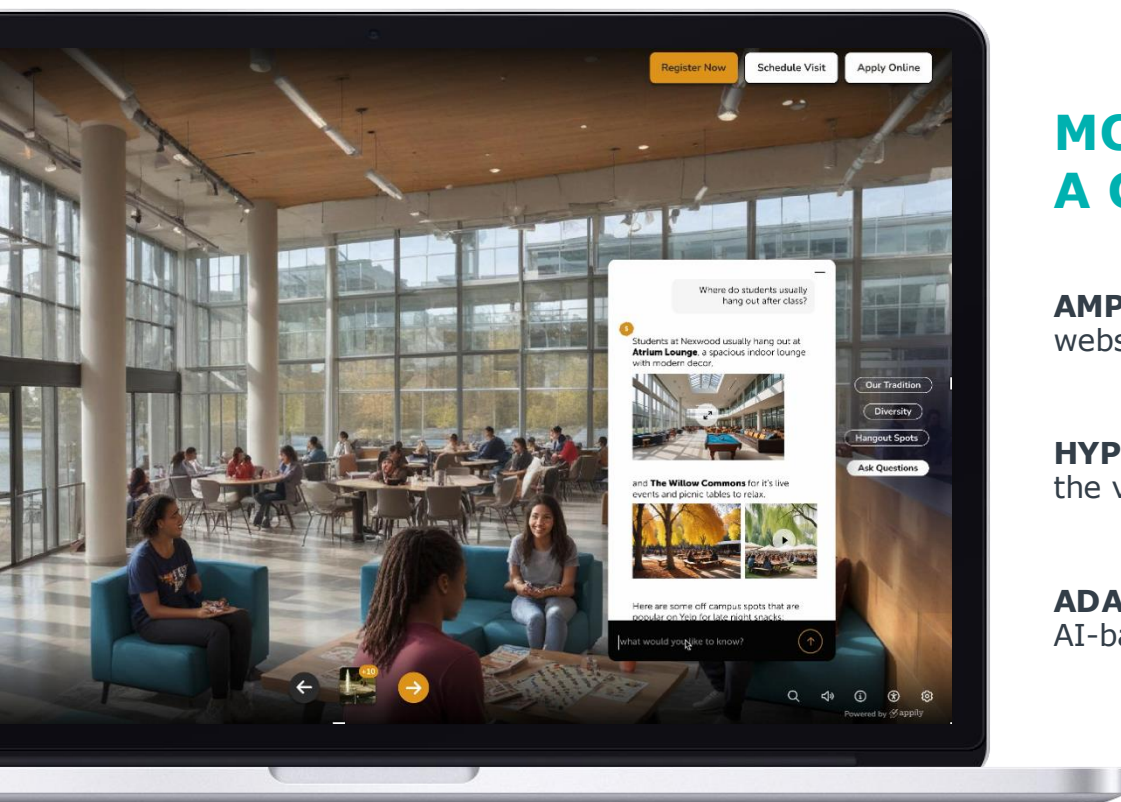 Register Now
Schedule Visit
Apply Online
Where do students usually
hang out after class?
Students at Nexwood usually hang out at
Atrium Lounge, a spacious indoor lounge
with modern decor,
and The Willow Commons for it's live
events and picnic tables to relax.
Here are some off campus spots that are
popular on Yelp for late night snacks:
what would you like to know?
Our Tradition
Diversity
Hangout Spots
Ask Questions
+10
Powered by appily
MO
A
AMP
webs
HYP
the v
ADA
AI-ba